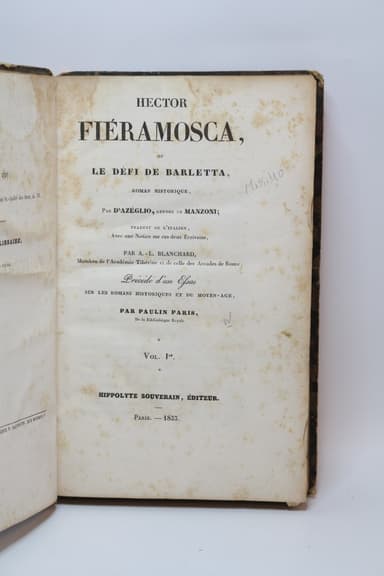 HECTOR
FIÉRAMOSCA,
OU
LE DÉFI DE BARLETTA,
ROMAN HISTORIQUE,
PAR D'AZÉGLIO, GENDRE DE MANZONI;
TRADUIT DE L'ITALIEN,
Avec une Notice sur ces deux Écrivains,
PAR A.-L. BLANCHARD,
Membre de l'Académie Tibérine et de celle des Arcades de Rome
Précédé d'un Essai
SUR LES ROMANS HISTORIQUES ET DU MOYEN-AGE,
PAR PAULIN PARIS,
De la Bibliothèque Royale
VOL. Ier.
HIPPOLYTE SOUVERAIN, ÉDITEUR.
PARIS. — 1833.
LIBRAIRE,